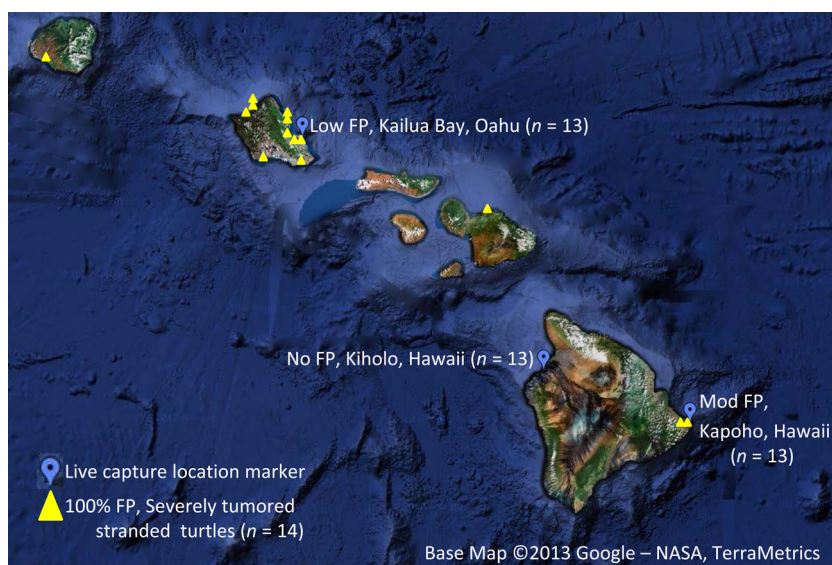 Low FP, Kailua Bay, Oahu (n = 13)
No FP, Kiholo, Hawaii (n = 13)
Mod FP,
Kapoho, Hawaii
(n = 13)
Live capture location marker
100% FP, Severely tumored
stranded turtles (n = 14)
Base Map ©2013 Google – NASA, TerraMetrics